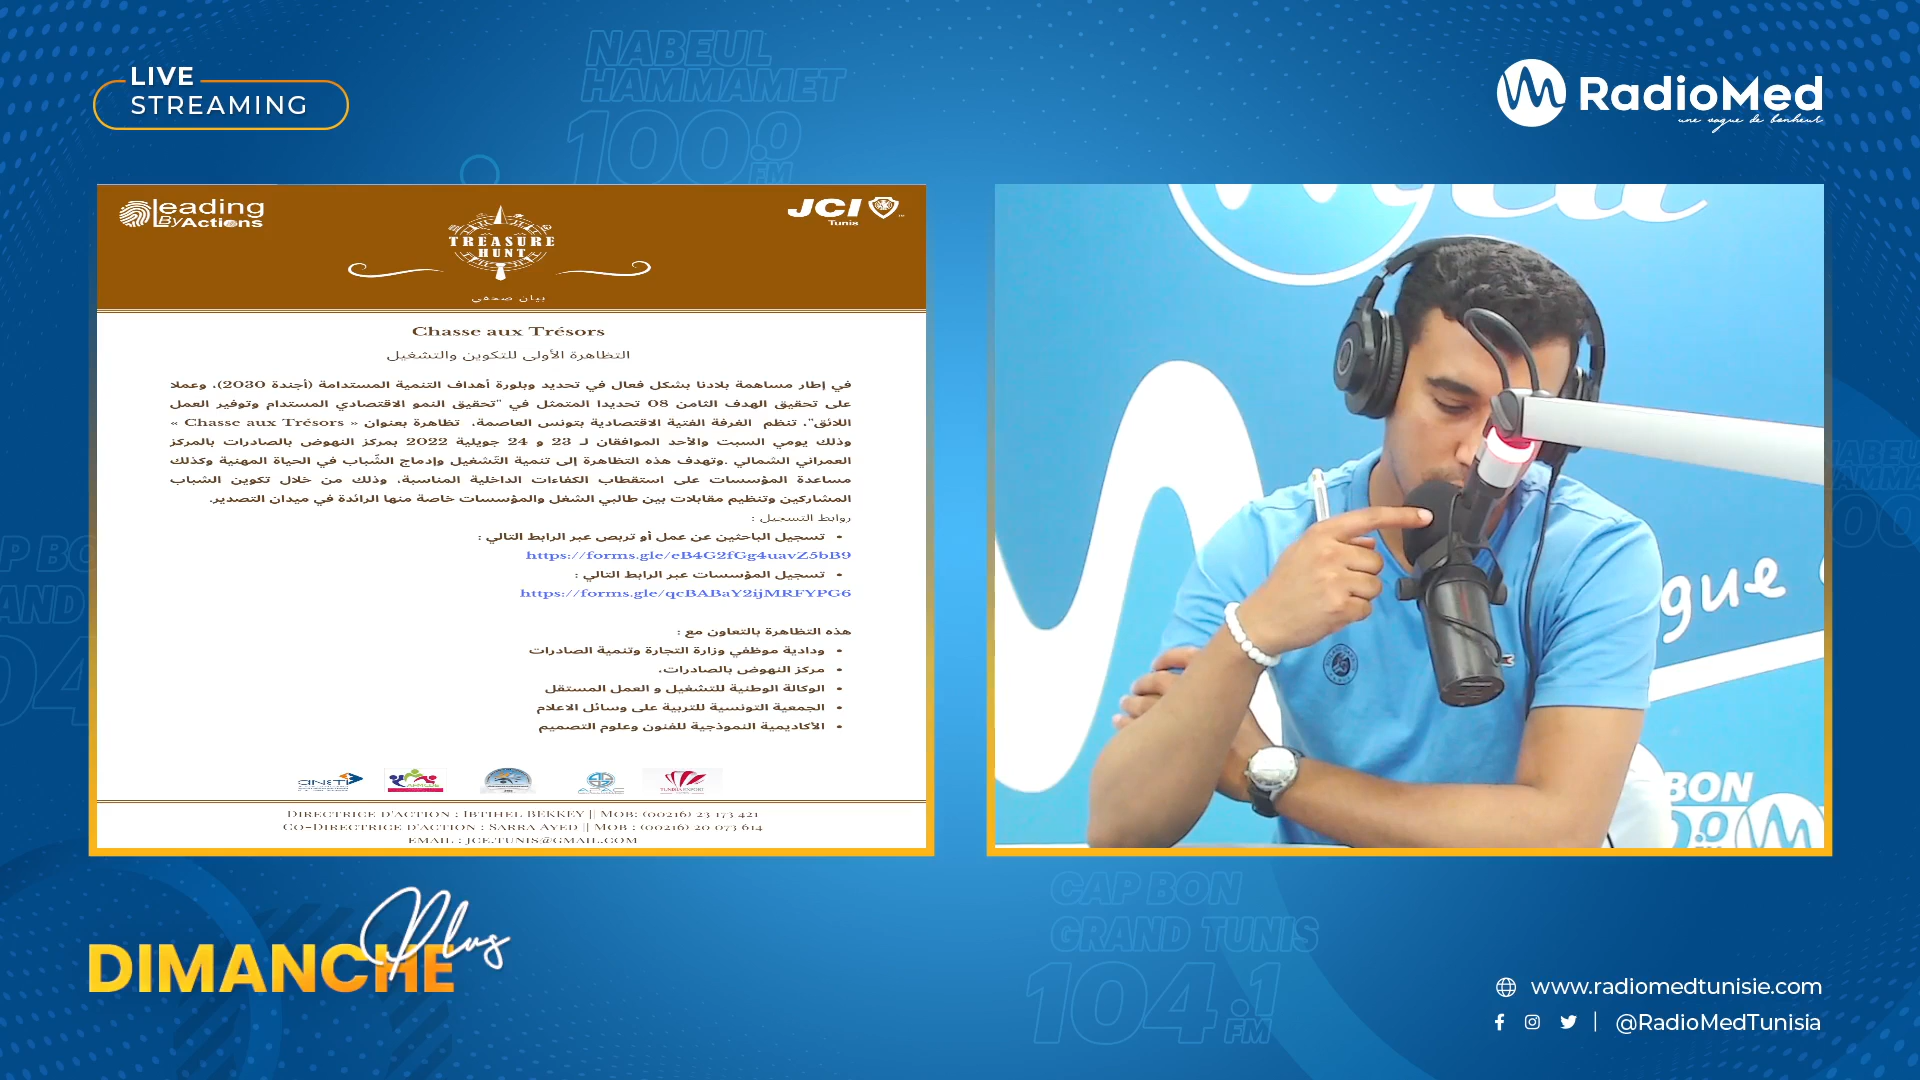 LIVE
STREAMING
NABEUL
HAMMAMET
100.0
FM
RadioMed
une vague de bonheur
Leading
By Actions
TREASURE
HUNT
JCI
Tunis
بيان صحفي
Chasse aux Trésors
التظاهرة الأولى للتكوين والتشغيل
في إطار مساهمة بلادنا بشكل فعال في تحديد وبلورة أهداف التنمية المستدامة (أجندة 2030)، وعملا
على تحقيق الهدف الثامن 08 تحديدا المتمثل في "تحقيق النمو الاقتصادي المستدام وتوفير العمل
اللائق"، تنظم الغرفة الفتية الاقتصادية بتونس العاصمة، تظاهرة بعنوان « Chasse aux Trésors »
وذلك يومي السبت والأحد الموافقان لـ 23 و 24 جويلية 2022 بمركز النهوض بالصادرات بالمركز
العمراني الشمالي .وتهدف هذه التظاهرة إلى تنمية التّشغيل وإدماج الشّباب في الحياة المهنية وكذلك
مساعدة المؤسسات على استقطاب الكفاءات الداخلية المناسبة، وذلك من خلال تكوين الشباب
المشاركين وتنظيم مقابلات بين طالبي الشغل والمؤسسات خاصة منها الرائدة في ميدان التصدير.
روابط التسجيل :
• تسجيل الباحثين عن عمل أو تربص عبر الرابط التالي :
https://forms.gle/eB4G2fGg4uavZ5bB9
• تسجيل المؤسسات عبر الرابط التالي :
https://forms.gle/qcBABaY2ijMRFYPG6
هذه التظاهرة بالتعاون مع :
• ودادية موظفي وزارة التجارة وتنمية الصادرات
• مركز النهوض بالصادرات.
• الوكالة الوطنية للتشغيل و العمل المستقل
• الجمعية التونسية للتربية على وسائل الاعلام
• الأكاديمية النموذجية للفنون وعلوم التصميم
TUNISIA EXPORT
Directrice d'action : Ibtihel BEKKEY || Mob: (00216) 23 173 421
Co-Directrice d'action : Sarra Ayed || Mob : (00216) 20 073 614
email : jce.tunis@gmail.com
gue
BON
CAP BON
GRAND TUNIS
104.1
FM
DIMANCHE
Plus
www.radiomedtunisie.com
@RadioMedTunisia